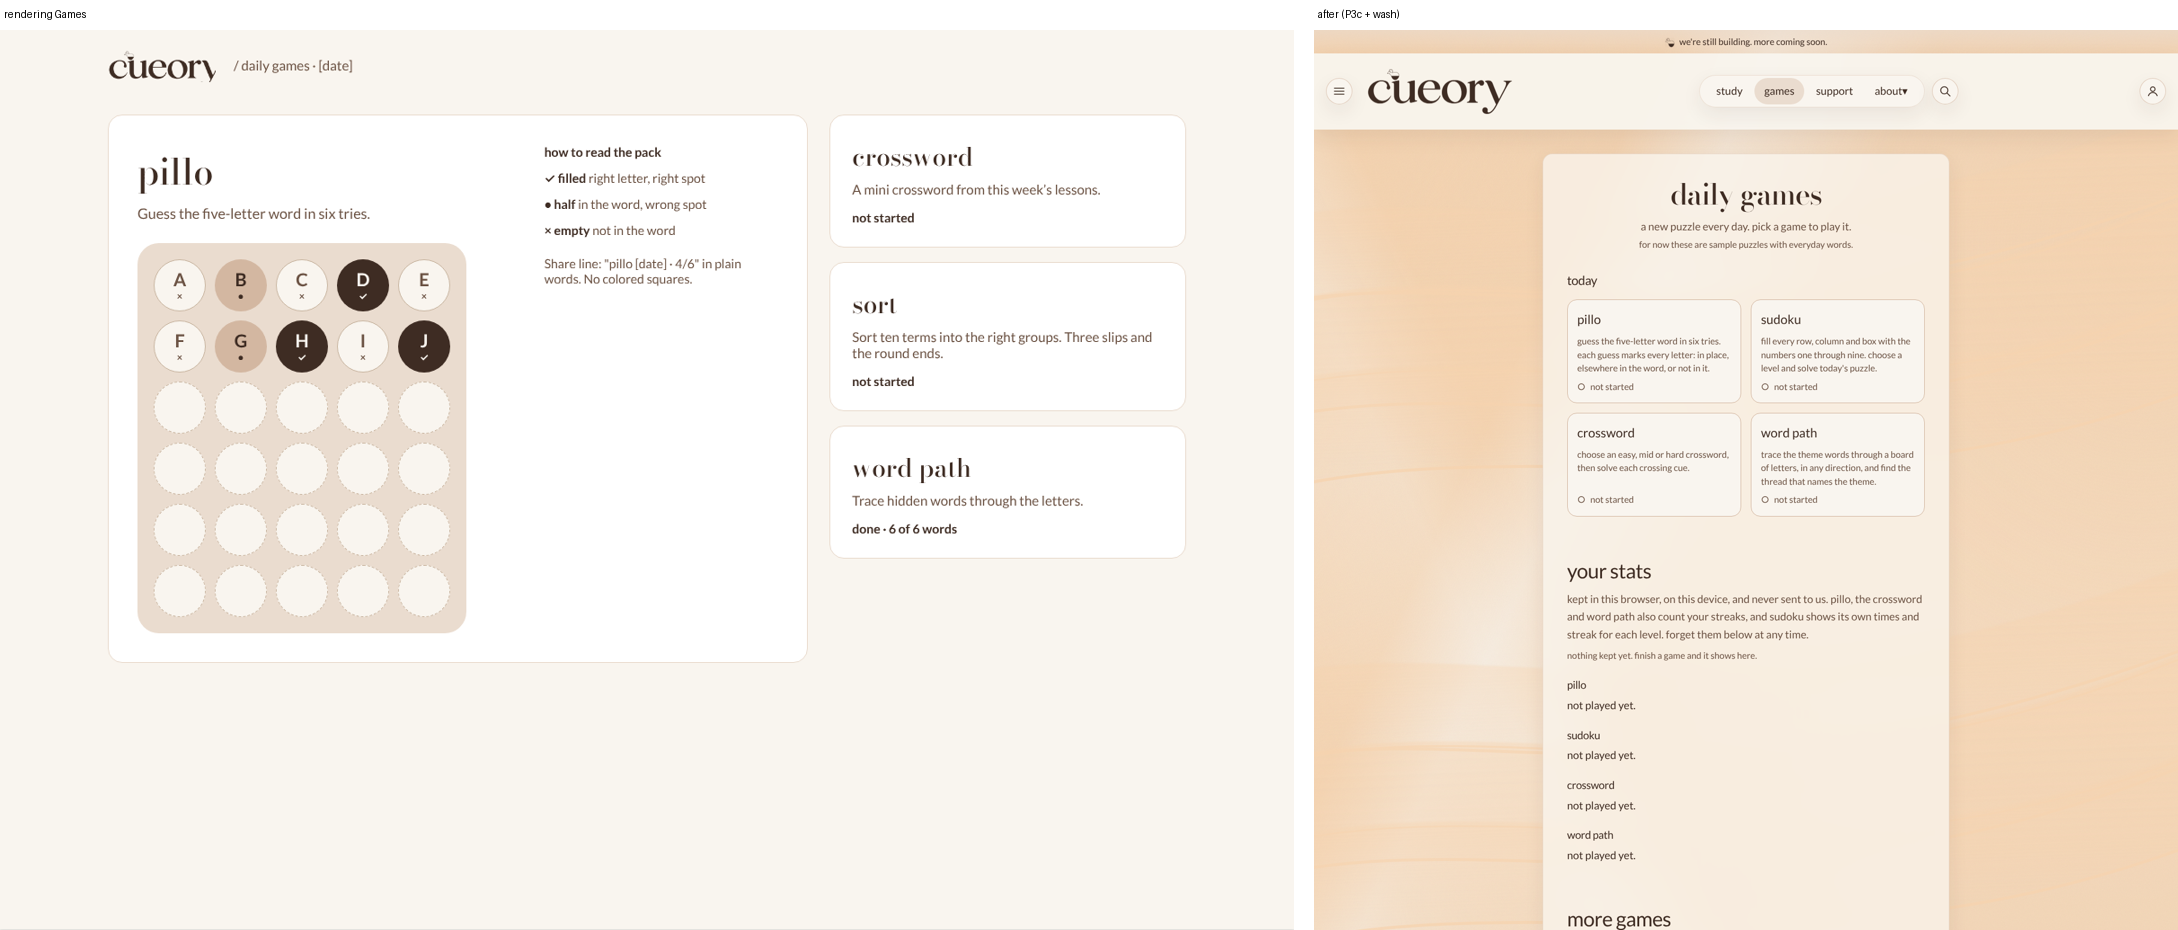 rendering Games
cueory
/ daily games · [date]
pillo
Guess the five-letter word in six tries.
A B C D E
× ● × ✓ ×
F G H I J
× ● ✓ × ✓
how to read the pack
✓ filled right letter, right spot
● half in the word, wrong spot
× empty not in the word
Share line: "pillo [date] · 4/6" in plain
words. No colored squares.
crossword
A mini crossword from this week's lessons.
not started
sort
Sort ten terms into the right groups. Three slips and
the round ends.
not started
word path
Trace hidden words through the letters.
done · 6 of 6 words
after (P3c + wash)
we're still building. more coming soon.
cueory
study
games
support
about▾
daily games
a new puzzle every day. pick a game to play it.
for now these are sample puzzles with everyday words.
today
pillo
guess the five-letter word in six tries.
each guess marks every letter: in place,
elsewhere in the word, or not in it.
not started
sudoku
fill every row, column and box with the
numbers one through nine. choose a
level and solve today's puzzle.
not started
crossword
choose an easy, mid or hard crossword,
then solve each crossing cue.
not started
word path
trace the theme words through a board
of letters, in any direction, and find the
thread that names the theme.
not started
your stats
kept in this browser, on this device, and never sent to us. pillo, the crossword
and word path also count your streaks, and sudoku shows its own times and
streak for each level. forget them below at any time.
nothing kept yet. finish a game and it shows here.
pillo
not played yet.
sudoku
not played yet.
crossword
not played yet.
word path
not played yet.
more games